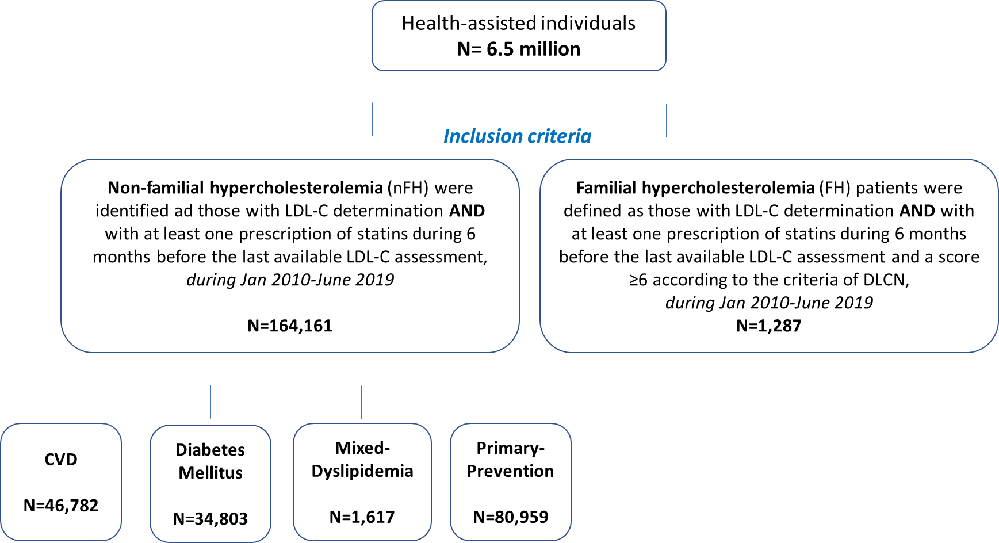 Health-assisted individuals
N= 6.5 million
Inclusion criteria
Non-familial hypercholesterolemia (nFH) were
identified ad those with LDL-C determination AND
with at least one prescription of statins during 6
months before the last available LDL-C assessment,
during Jan 2010-June 2019
N=164,161
Familial hypercholesterolemia (FH) patients were
defined as those with LDL-C determination AND with
at least one prescription of statins during 6 months
before the last available LDL-C assessment and a score
≥6 according to the criteria of DLCN,
during Jan 2010-June 2019
N=1,287
CVD
N=46,782
Diabetes
Mellitus
N=34,803
Mixed-
Dyslipidemia
N=1,617
Primary-
Prevention
N=80,959